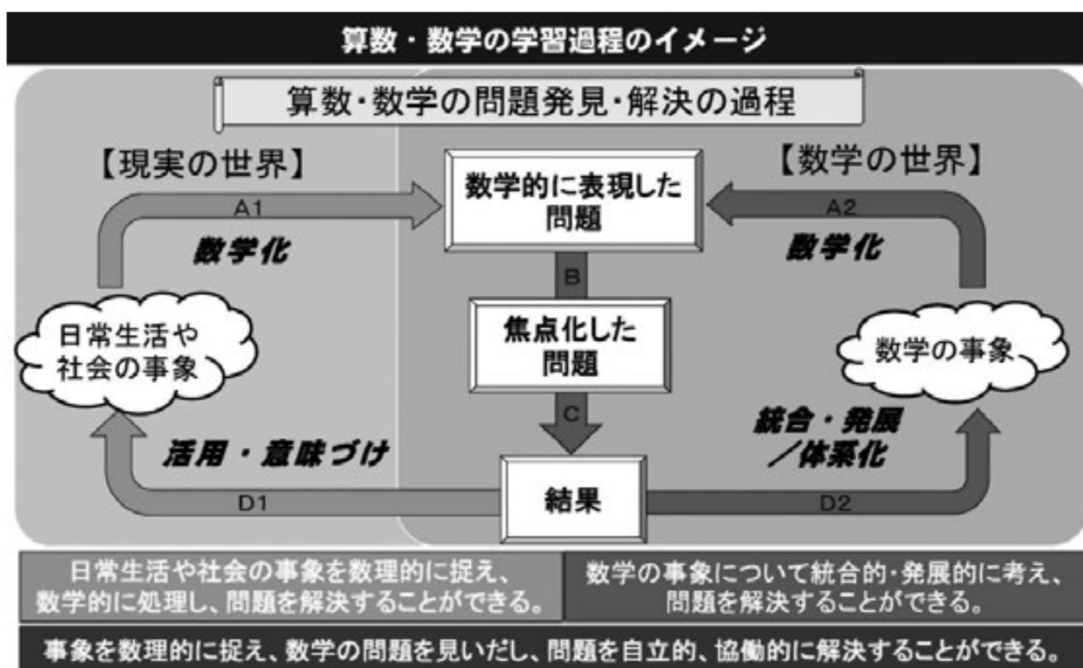 算数・数学の学習過程のイメージ
算数・数学の問題発見・解決の過程
【現実の世界】
【数学の世界】
数学的に表現した
問題
A1
A2
数学化
数学化
B
日常生活や
社会の事象
焦点化した
問題
数学の事象
C
活用・意味づけ
統合・発展
／体系化
結果
D1
D2
日常生活や社会の事象を数理的に捉え、
数学的に処理し、問題を解決することができる。
数学の事象について統合的・発展的に考え、
問題を解決することができる。
事象を数理的に捉え、数学の問題を見いだし、問題を自立的、協働的に解決することができる。